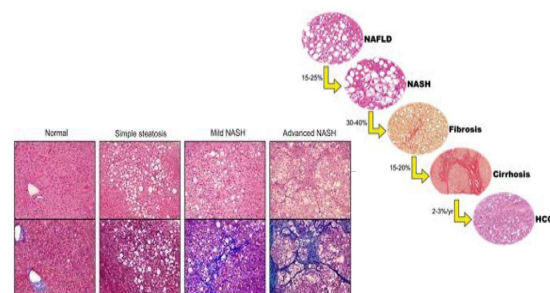 NAFLD
15-25%
NASH
30-40%
Fibrosis
15-20%
Cirrhosis
2-3%/yr
HCC
Normal
Simple steatosis
Mild NASH
Advanced NASH